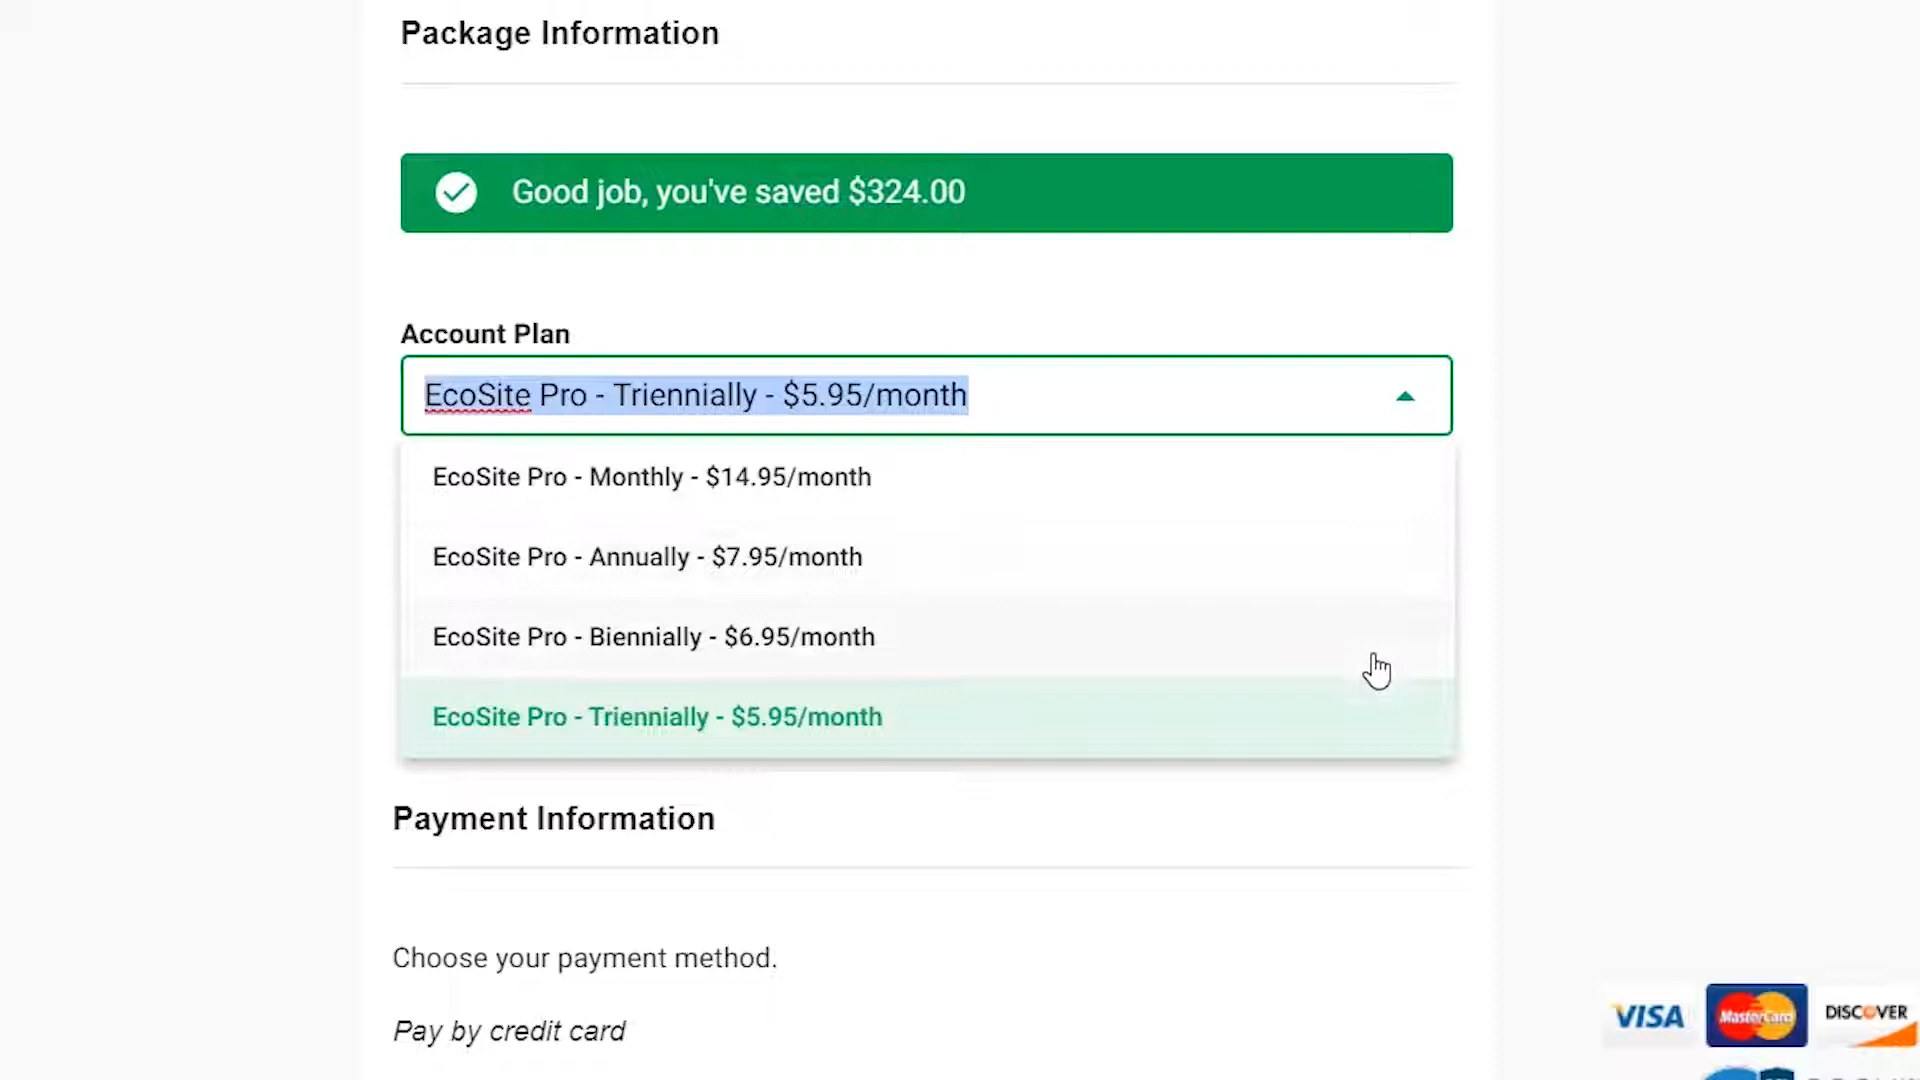 Package Information
Good job, you've saved $324.00
Account Plan
EcoSite Pro - Triennially - $5.95/month
EcoSite Pro - Monthly - $14.95/month
EcoSite Pro - Annually - $7.95/month
EcoSite Pro - Biennially - $6.95/month
EcoSite Pro - Triennially - $5.95/month
Payment Information
Choose your payment method.
Pay by credit card
VISA MasterCard DISCOVER